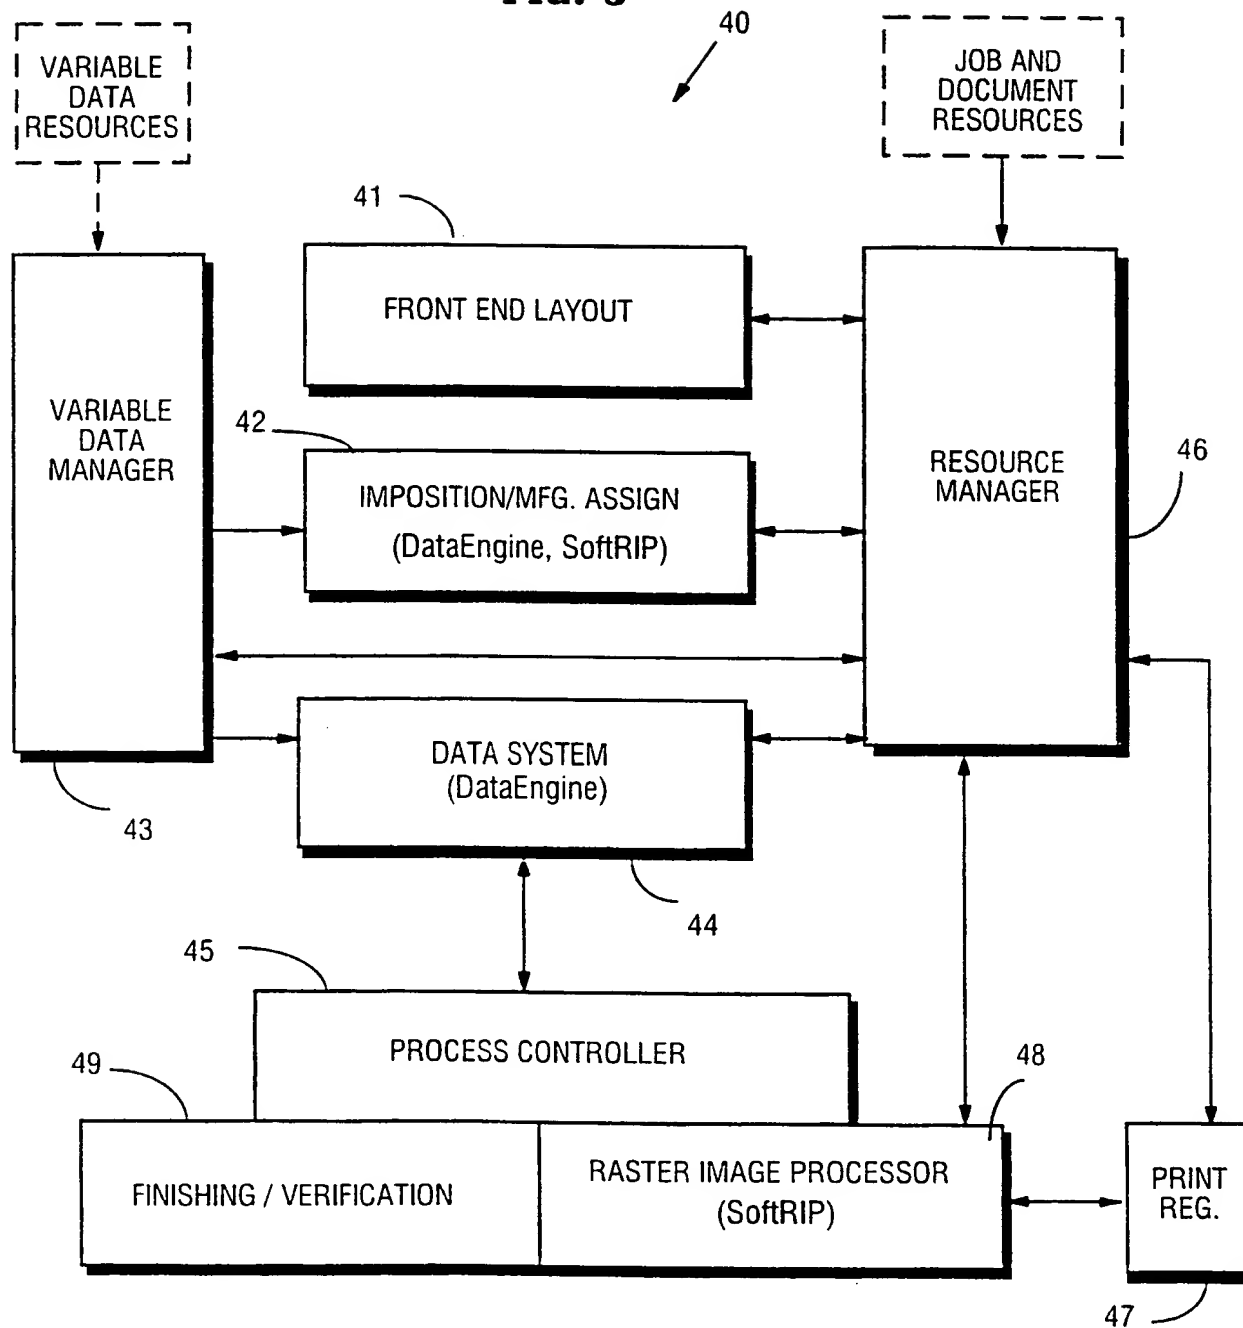 40
VARIABLE
DATA
RESOURCES
JOB AND
DOCUMENT
RESOURCES
41
FRONT END LAYOUT
VARIABLE
DATA
MANAGER
42
IMPOSITION/MFG. ASSIGN
(DataEngine, SoftRIP)
RESOURCE
MANAGER
46
DATA SYSTEM
(DataEngine)
43
44
45
PROCESS CONTROLLER
49
48
FINISHING / VERIFICATION
RASTER IMAGE PROCESSOR
(SoftRIP)
PRINT
REG.
47